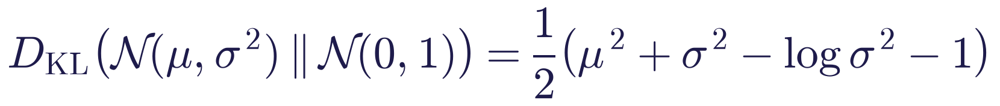 D_KL(𝒩(μ, σ²) ∥ 𝒩(0, 1)) = 1/2 (μ² + σ² − log σ² − 1)